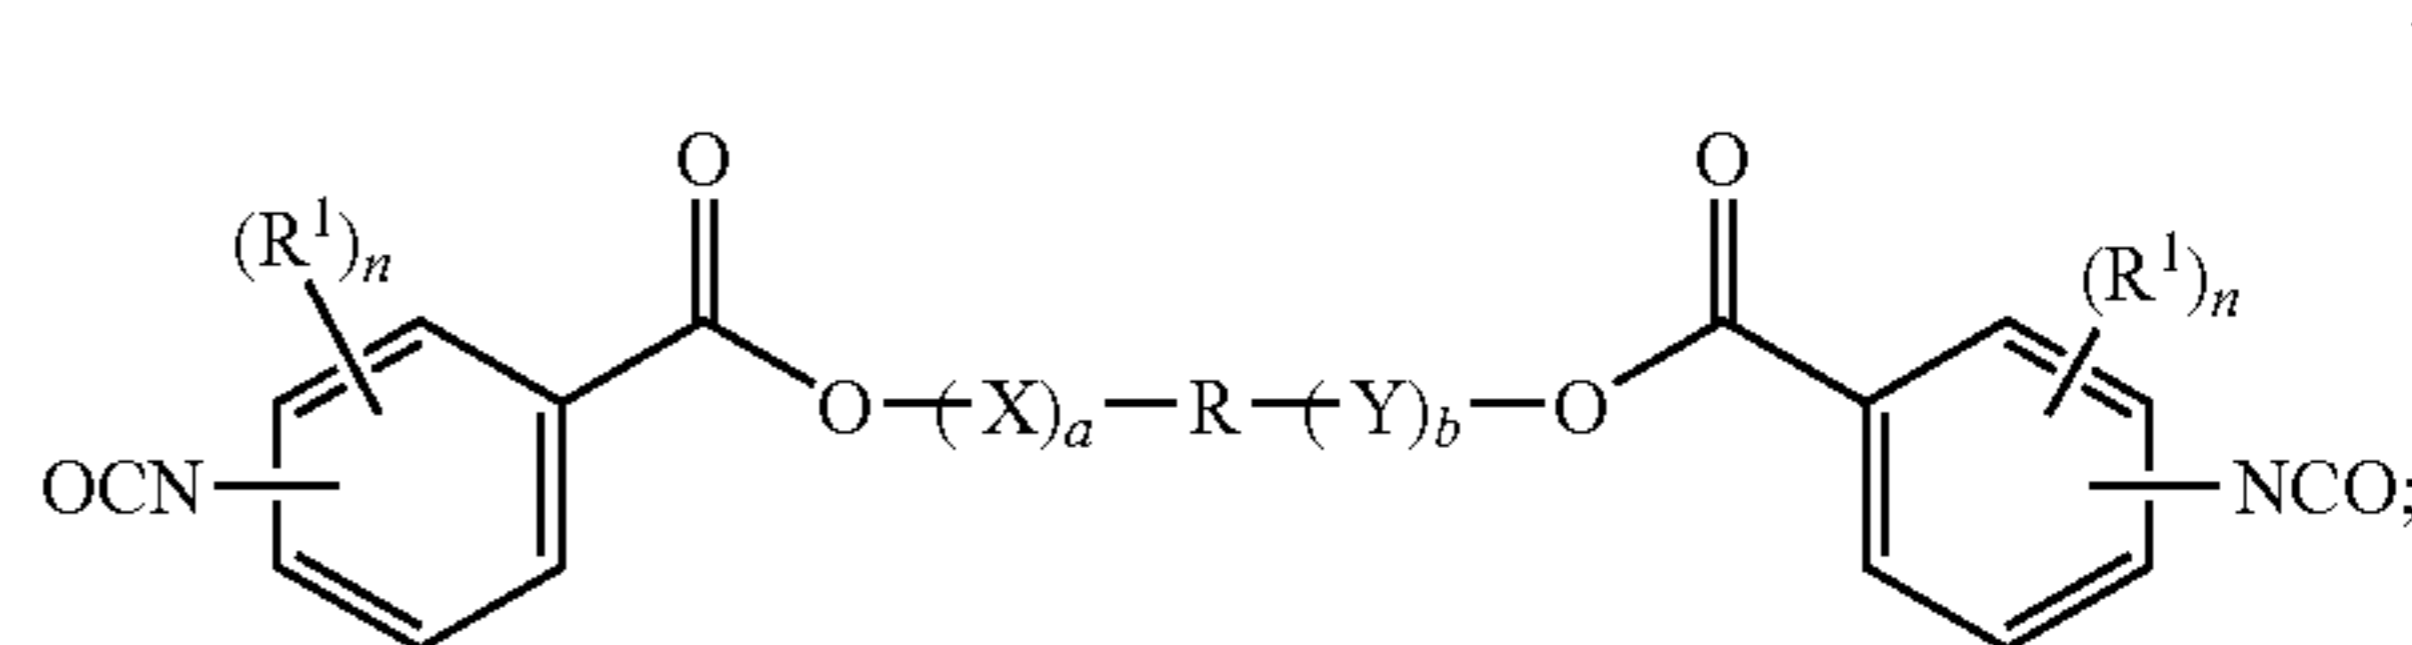 O O
(R¹)n (R¹)n
O—(X)a—R—(Y)b—O
OCN— —NCO;